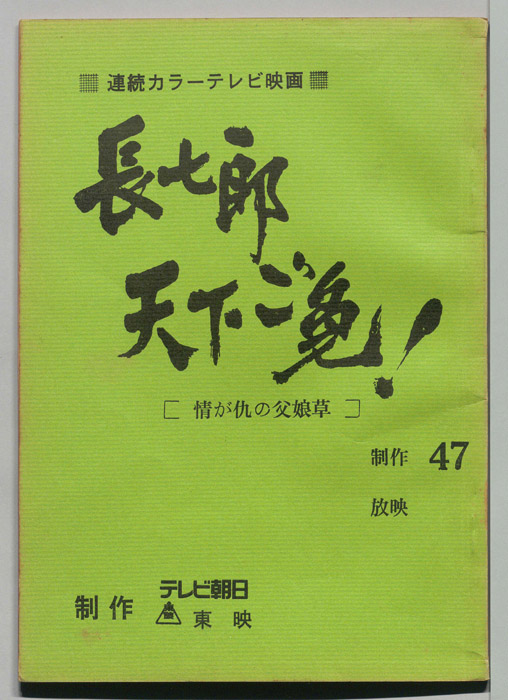 連続カラーテレビ映画
長七郎
天下ご免!
[ 情が仇の父娘草 ]
制作 47
放映
制作 テレビ朝日
東映